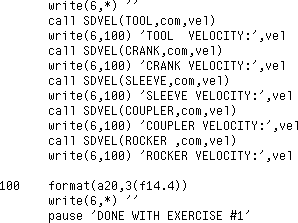 write(6,*) ''
call SDVEL(TOOL,com,vel)
write(6,100) 'TOOL  VELOCITY:',vel
call SDVEL(CRANK,com,vel)
write(6,100) 'CRANK VELOCITY:',vel
call SDVEL(SLEEVE,com,vel)
write(6,100) 'SLEEVE VELOCITY:',vel
call SDVEL(COUPLER,com,vel)
write(6,100) 'COUPLER VELOCITY:',vel
call SDVEL(ROCKER ,com,vel)
write(6,100) 'ROCKER VELOCITY:',vel
100 format(a20,3(f14.4))
write(6,*) ''
pause 'DONE WITH EXERCISE #1'